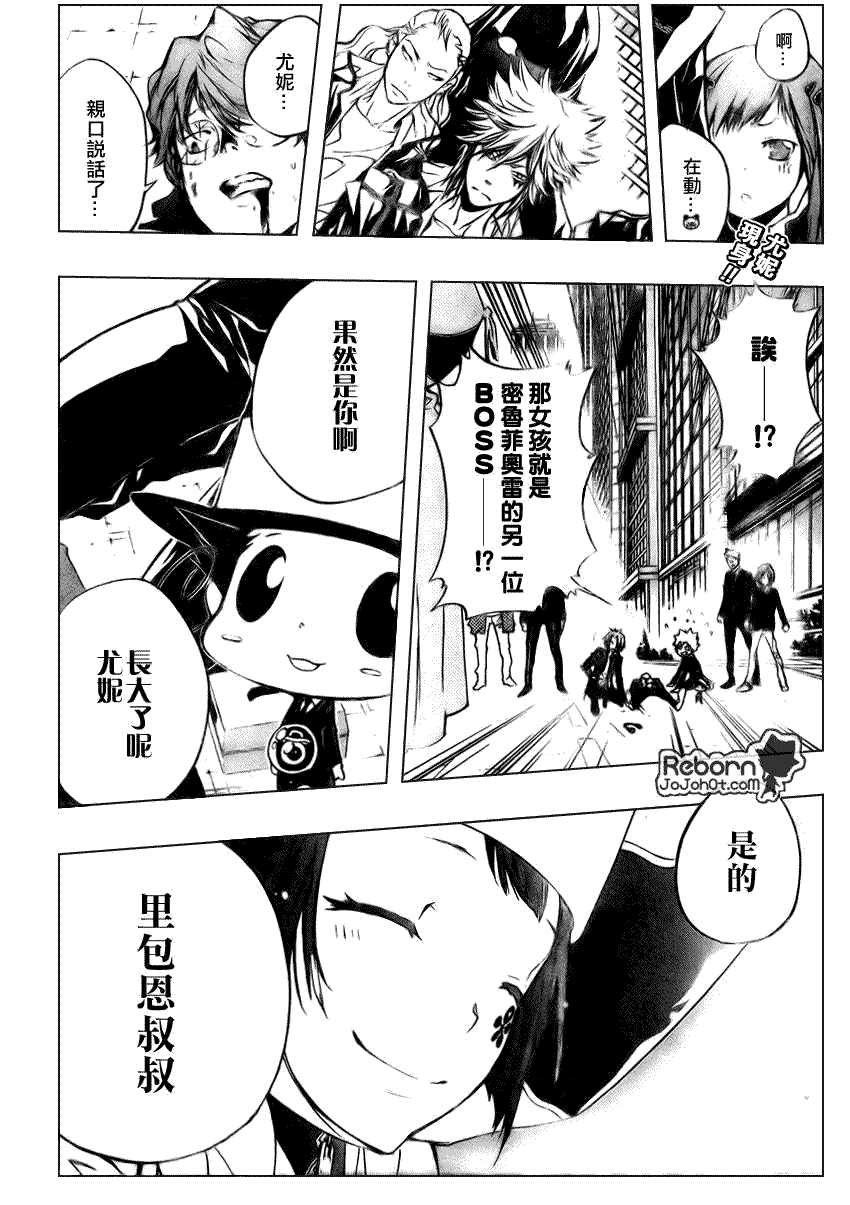 啊…
在動…
尤妮
現身!!
尤妮…
親口說話了…
誒——!?
那女孩就是
密魯菲奧雷的另一位
BOSS——!?
果然是你啊
長大了呢
尤妮
Reborn
JoJoHOt.com
是的
里包恩叔叔